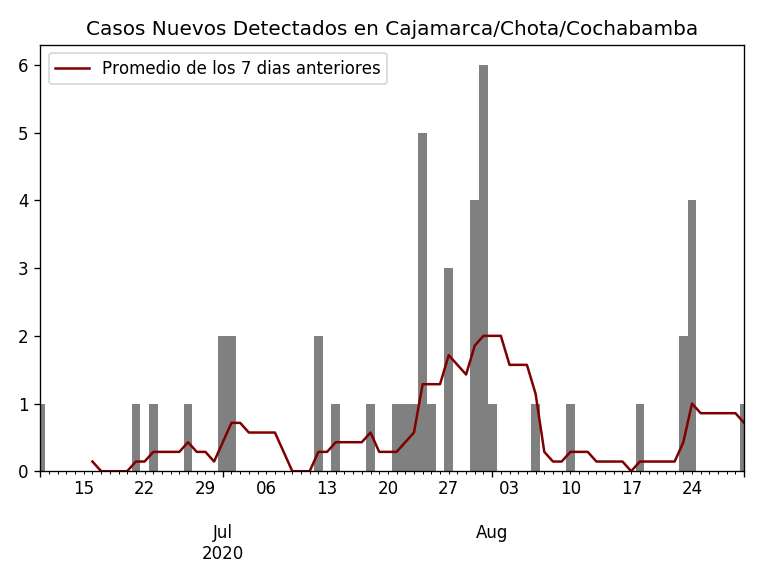 Casos Nuevos Detectados en Cajamarca/Chota/Cochabamba
Promedio de los 7 dias anteriores
6
5
4
3
2
1
0
15 22 29 06 13 20 27 03 10 17 24
Jul Aug
2020